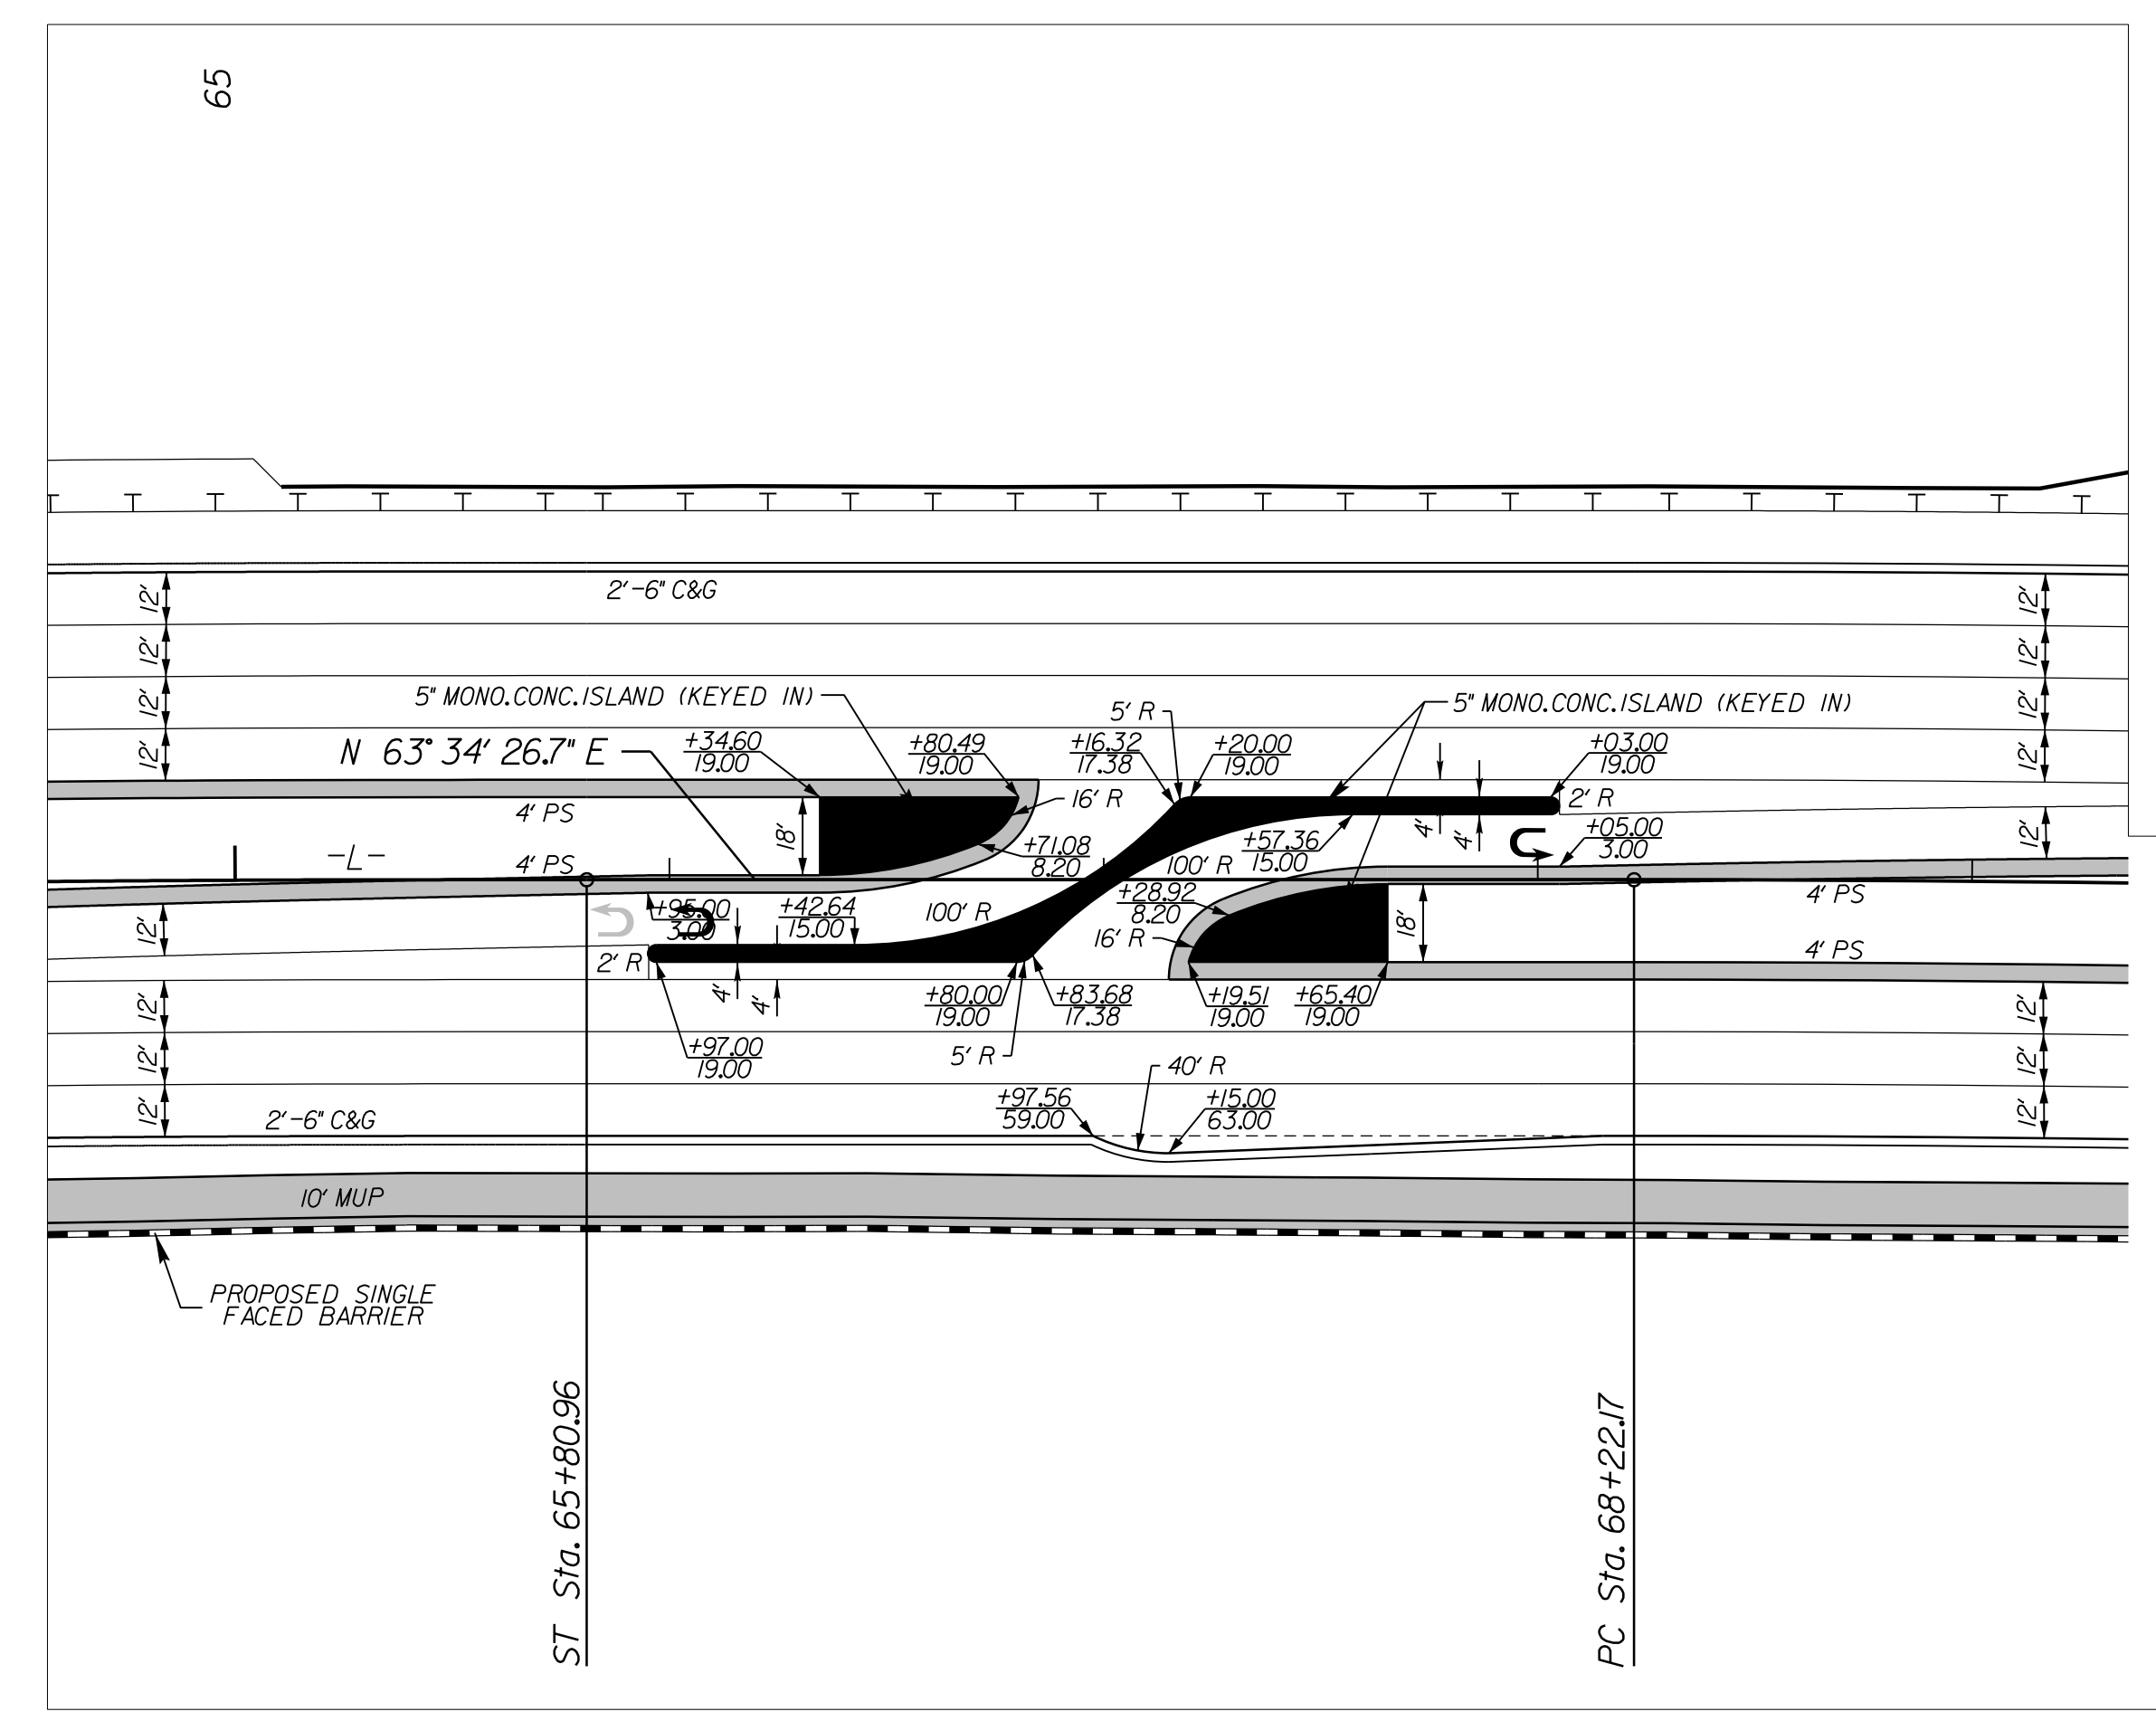 65
12'
2'-6" C&G
12'
12'
12'
12'
12'
5" MONO.CONC.ISLAND (KEYED IN)
5' R
5" MONO.CONC.ISLAND (KEYED IN)
12'
12'
N 63° 34' 26.7" E
+34.60
19.00
+80.49
19.00
+16.32
17.38
+20.00
19.00
+03.00
19.00
4' PS
16' R
2' R
18'
4'
4'
+05.00
3.00
12'
-L-
4' PS
+71.08
8.20
100' R
+57.36
15.00
+28.92
8.20
4' PS
12'
+95.00
3.00
+42.64
15.00
100' R
16' R
18'
4' PS
2' R
4'
4'
+80.00
19.00
+83.68
17.38
+19.51
19.00
+65.40
19.00
12'
12'
12'
12'
+97.00
19.00
5' R
40' R
12'
2'-6" C&G
+97.56
59.00
+15.00
63.00
12'
10' MUP
PROPOSED SINGLE
FACED BARRIER
ST Sta. 65+80.96
PC Sta. 68+22.17